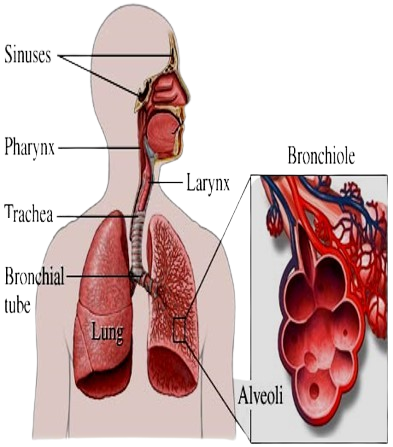 Sinuses
Pharynx
Bronchiole
Larynx
Trachea
Bronchial
tube
Lung
Alveoli